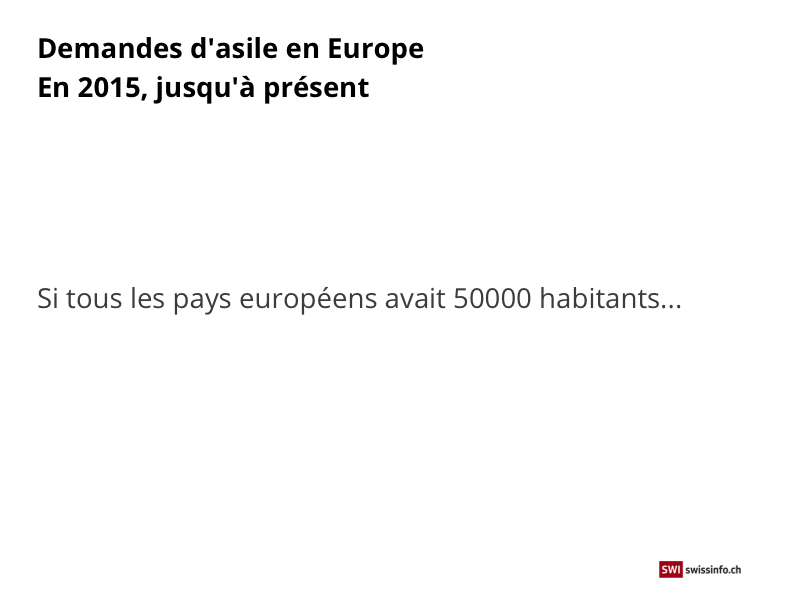 Demandes d'asile en Europe
En 2015, jusqu'à présent
Si tous les pays européens avait 50000 habitants...
SWI swissinfo.ch